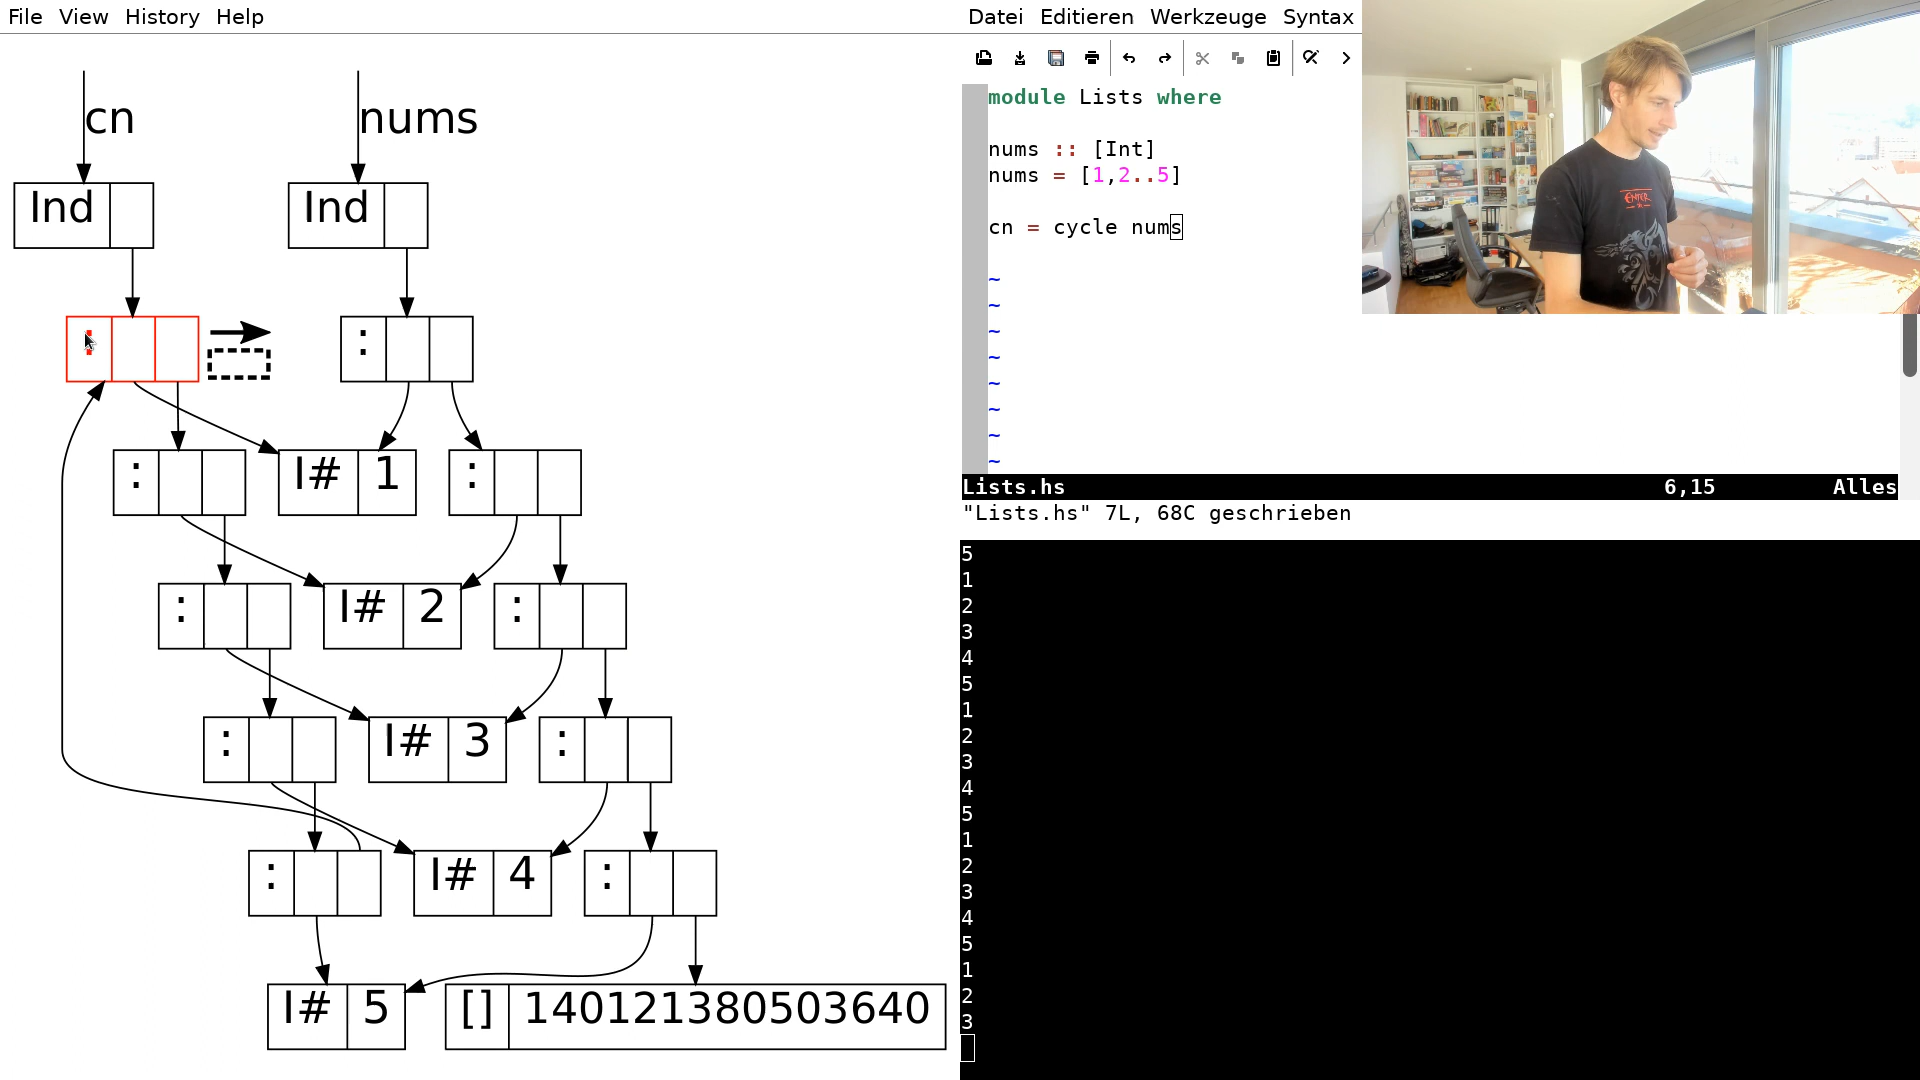 File View History Help
cn
nums
Ind
Ind
:
:
:
I# 1
:
:
I# 2
:
:
I# 3
:
:
I# 4
:
I# 5
[] 140121380503640
Datei Editieren Werkzeuge Syntax
module Lists where
nums :: [Int]
nums = [1,2..5]
cn = cycle nums
~
~
~
~
~
~
~
~
Lists.hs 6,15 Alles
"Lists.hs" 7L, 68C geschrieben
5
1
2
3
4
5
1
2
3
4
5
1
2
3
4
5
1
2
3
ENTER